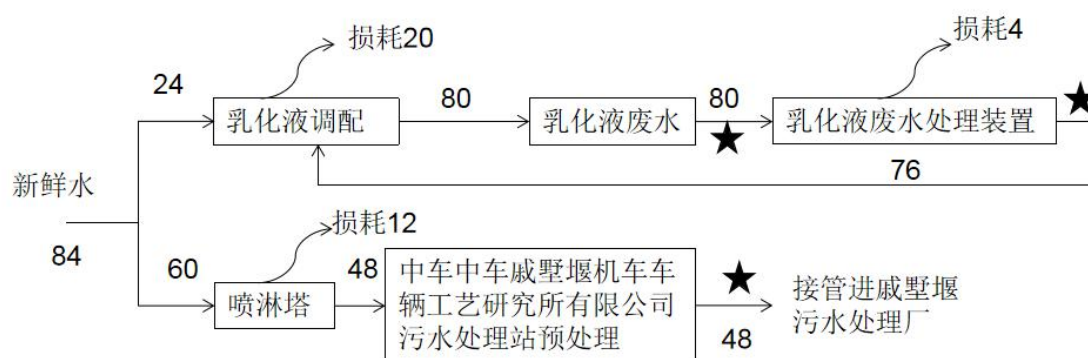 损耗20
损耗4
24
80
80
乳化液调配
乳化液废水
乳化液废水处理装置
76
新鲜水
损耗12
84
60
48
中车中车戚墅堰机车车
辆工艺研究所有限公司
污水处理站预处理
喷淋塔
接管进戚墅堰
污水处理厂
48